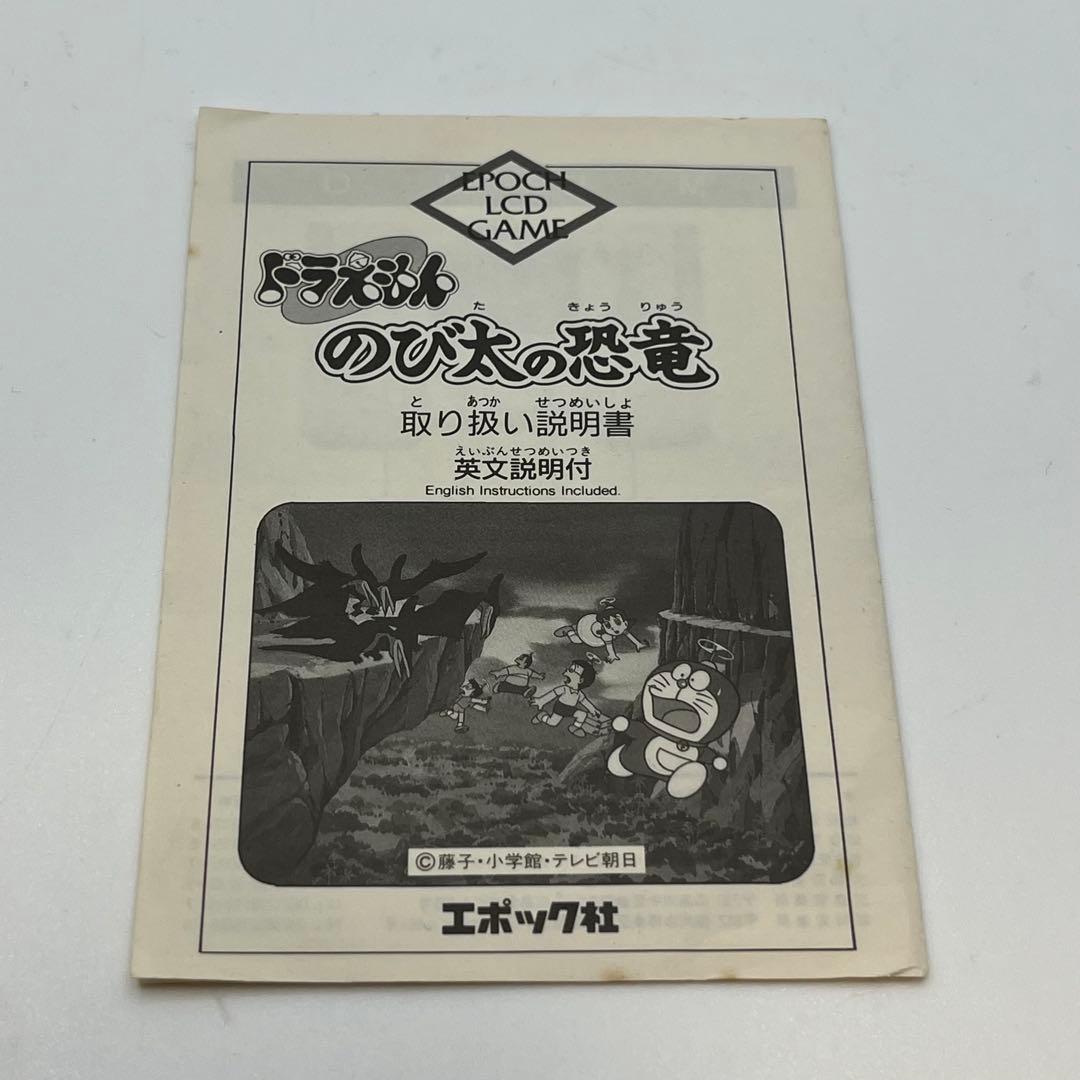 EPOCH
LCD
GAME
ドラえもん
た きょう りゅう
のび太の恐竜
と あつか せつめいしょ
取り扱い説明書
えいぶんせつめいつき
英文説明付
English Instructions Included.
©藤子・小学館・テレビ朝日
エポック社